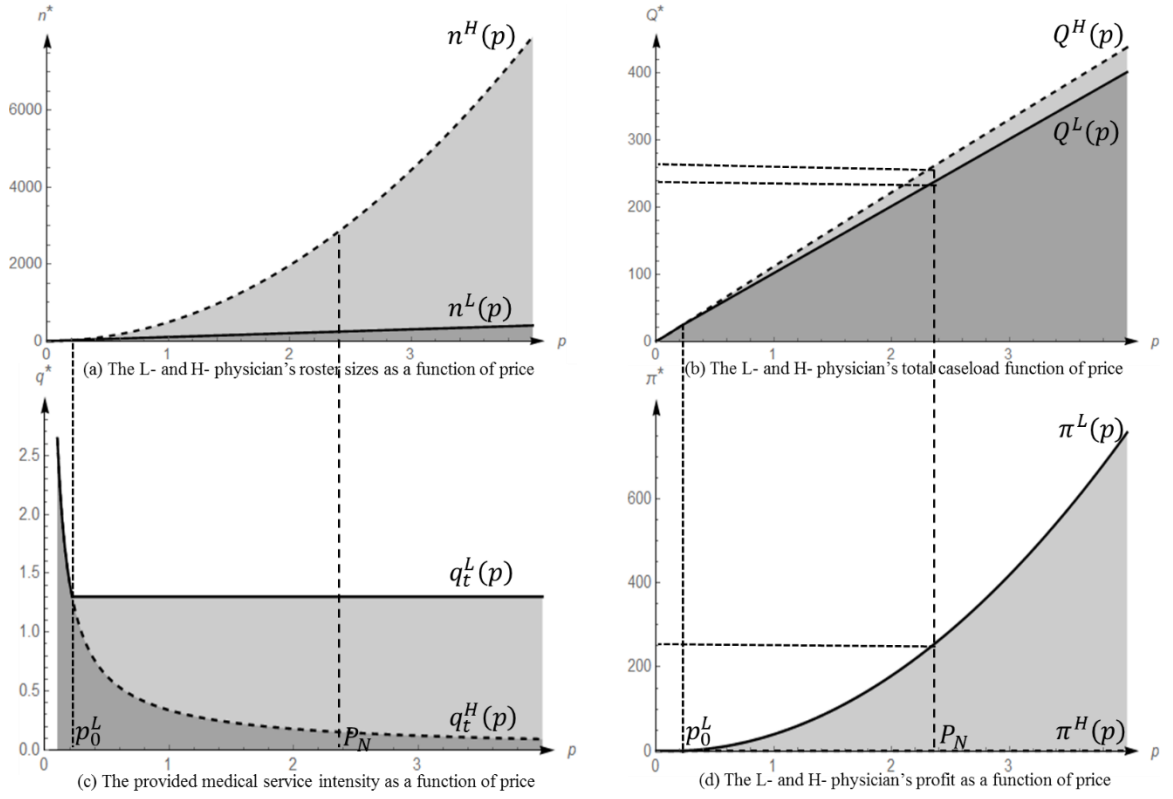 n*
n^H(p)
6000
4000
2000
n^L(p)
0
0
1
2
3
p
(a) The L- and H- physician's roster sizes as a function of price
Q*
Q^H(p)
400
Q^L(p)
300
200
100
0
0
1
2
3
p
(b) The L- and H- physician's total caseload function of price
q*
2.5
2.0
1.5
q_t^L(p)
1.0
0.5
q_t^H(p)
p_0^L
P_N
0.0
0
1
2
3
p
(c) The provided medical service intensity as a function of price
π*
π^L(p)
600
400
200
p_0^L
P_N
π^H(p)
0
0
1
2
3
p
(d) The L- and H- physician's profit as a function of price